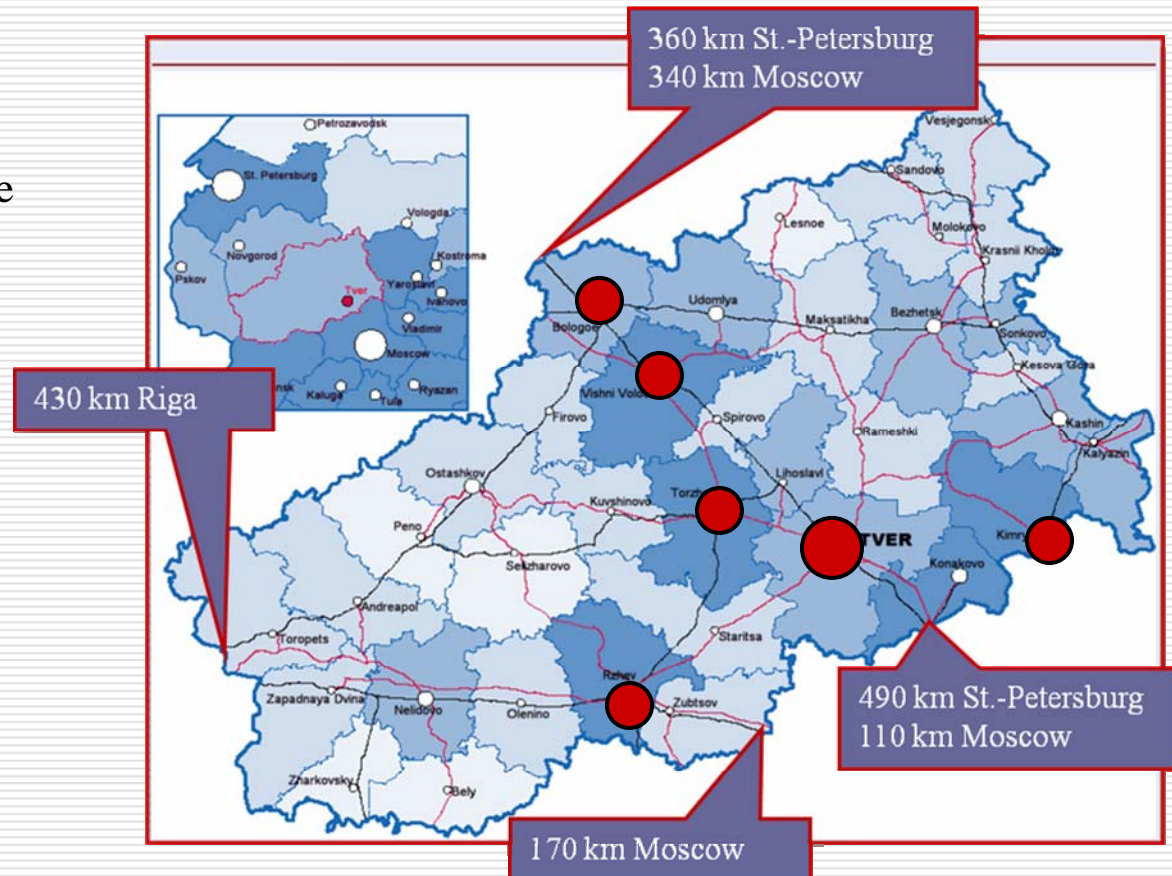 e
360 km St.-Petersburg
340 km Moscow
Petrozavodsk
St. Petersburg
Vologda
Novgorod
Kostroma
Pskov
Yaroslavl
Ivanovo
Tver
Vladimir
Moscow
nsk
Kaluga
Tula
Ryazan
430 km Riga
Vesjegonsk
Sandovo
Lesnoe
Molokovo
Krasnii Kholm
Udomlya
Bologoe
Maksatikha
Bezhetsk
Sonkovo
Kesova Gora
Vishni Volo
Firovo
Spirovo
Rameshki
Kashin
Kalyazin
Ostashkov
Kuvshinovo
Torzh
Lihoslavl
Peno
Selizharovo
TVER
Kimry
Konakovo
Andreapol
Toropets
Staritsa
Rzhev
Zapadnaya Dvina
Nelidovo
Olenino
Zubtsov
Zharkovsky
Bely
490 km St.-Petersburg
110 km Moscow
170 km Moscow